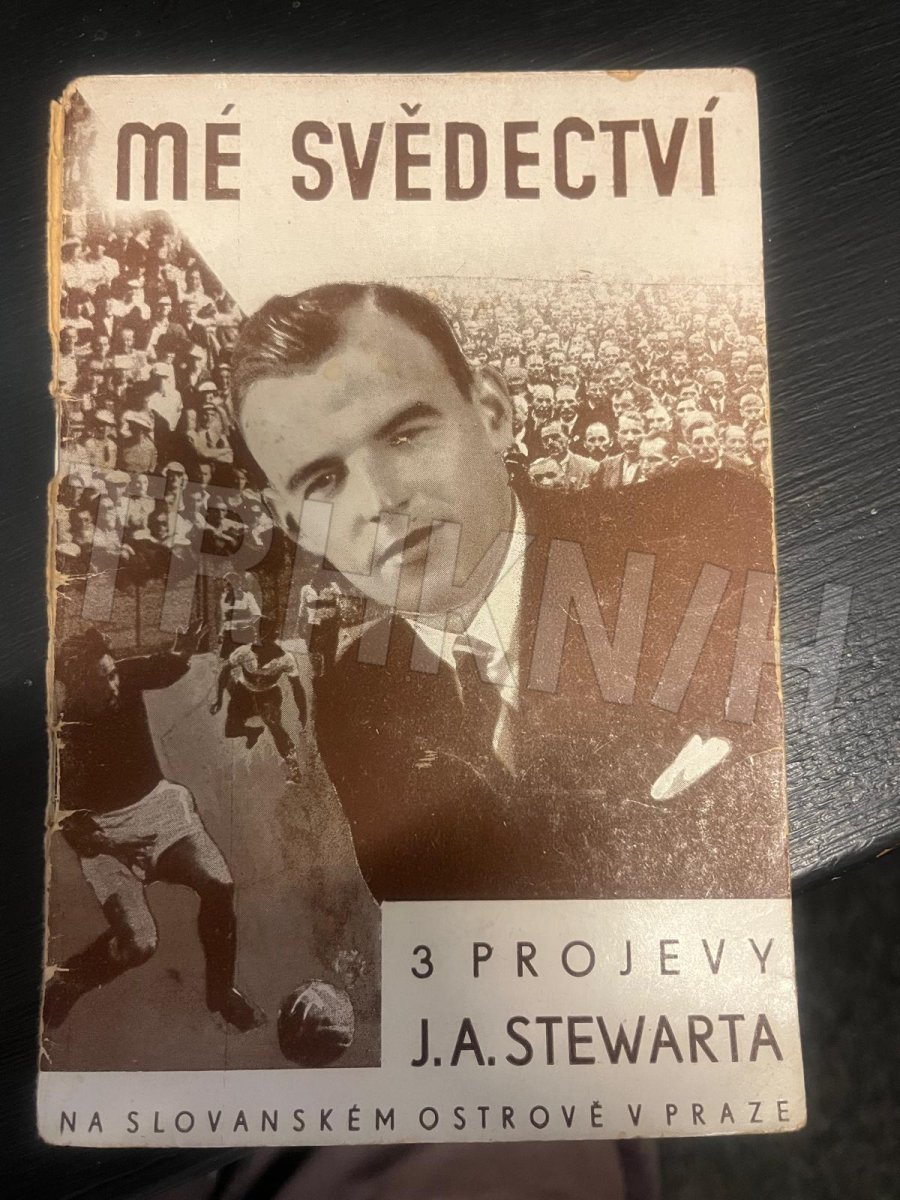 MÉ SVĚDECTVÍ
3 PROJEVY
J.A.STEWARTA
NA SLOVANSKÉM OSTROVĚ V PRAZE